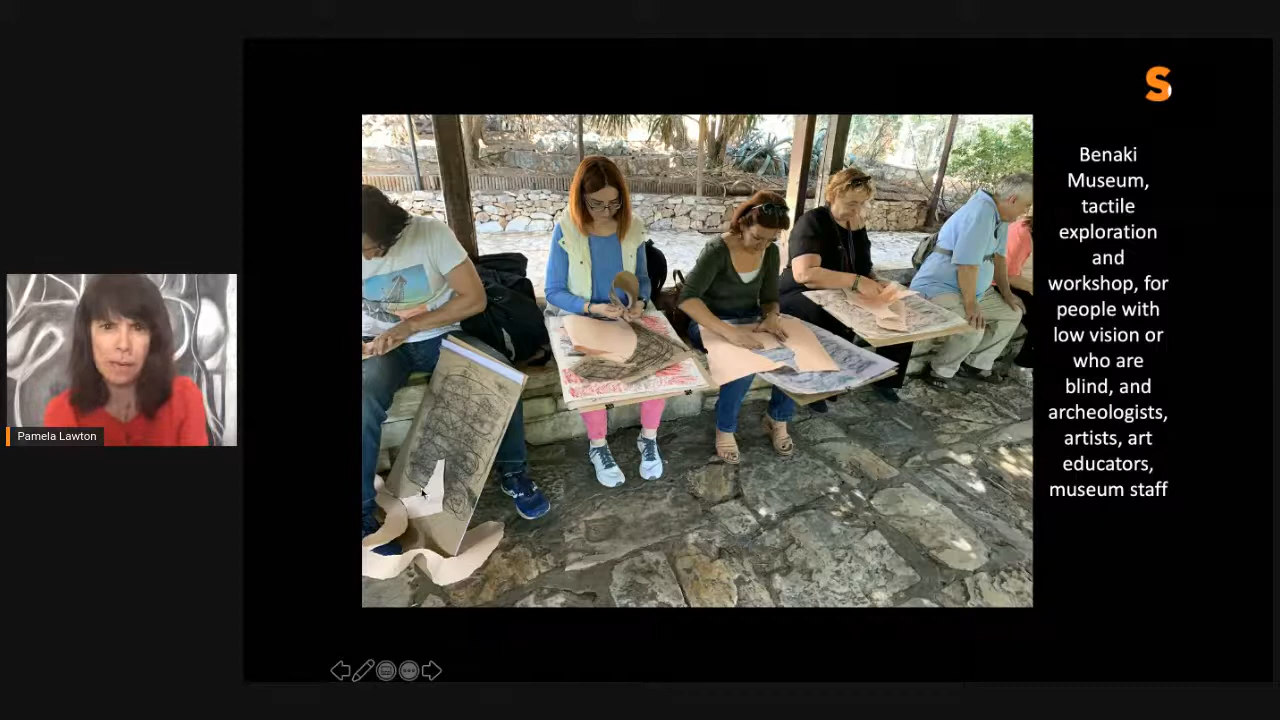 S
Benaki
Museum,
tactile
exploration
and
workshop, for
people with
low vision or
who are
blind, and
archeologists,
artists, art
educators,
museum staff
Pamela Lawton